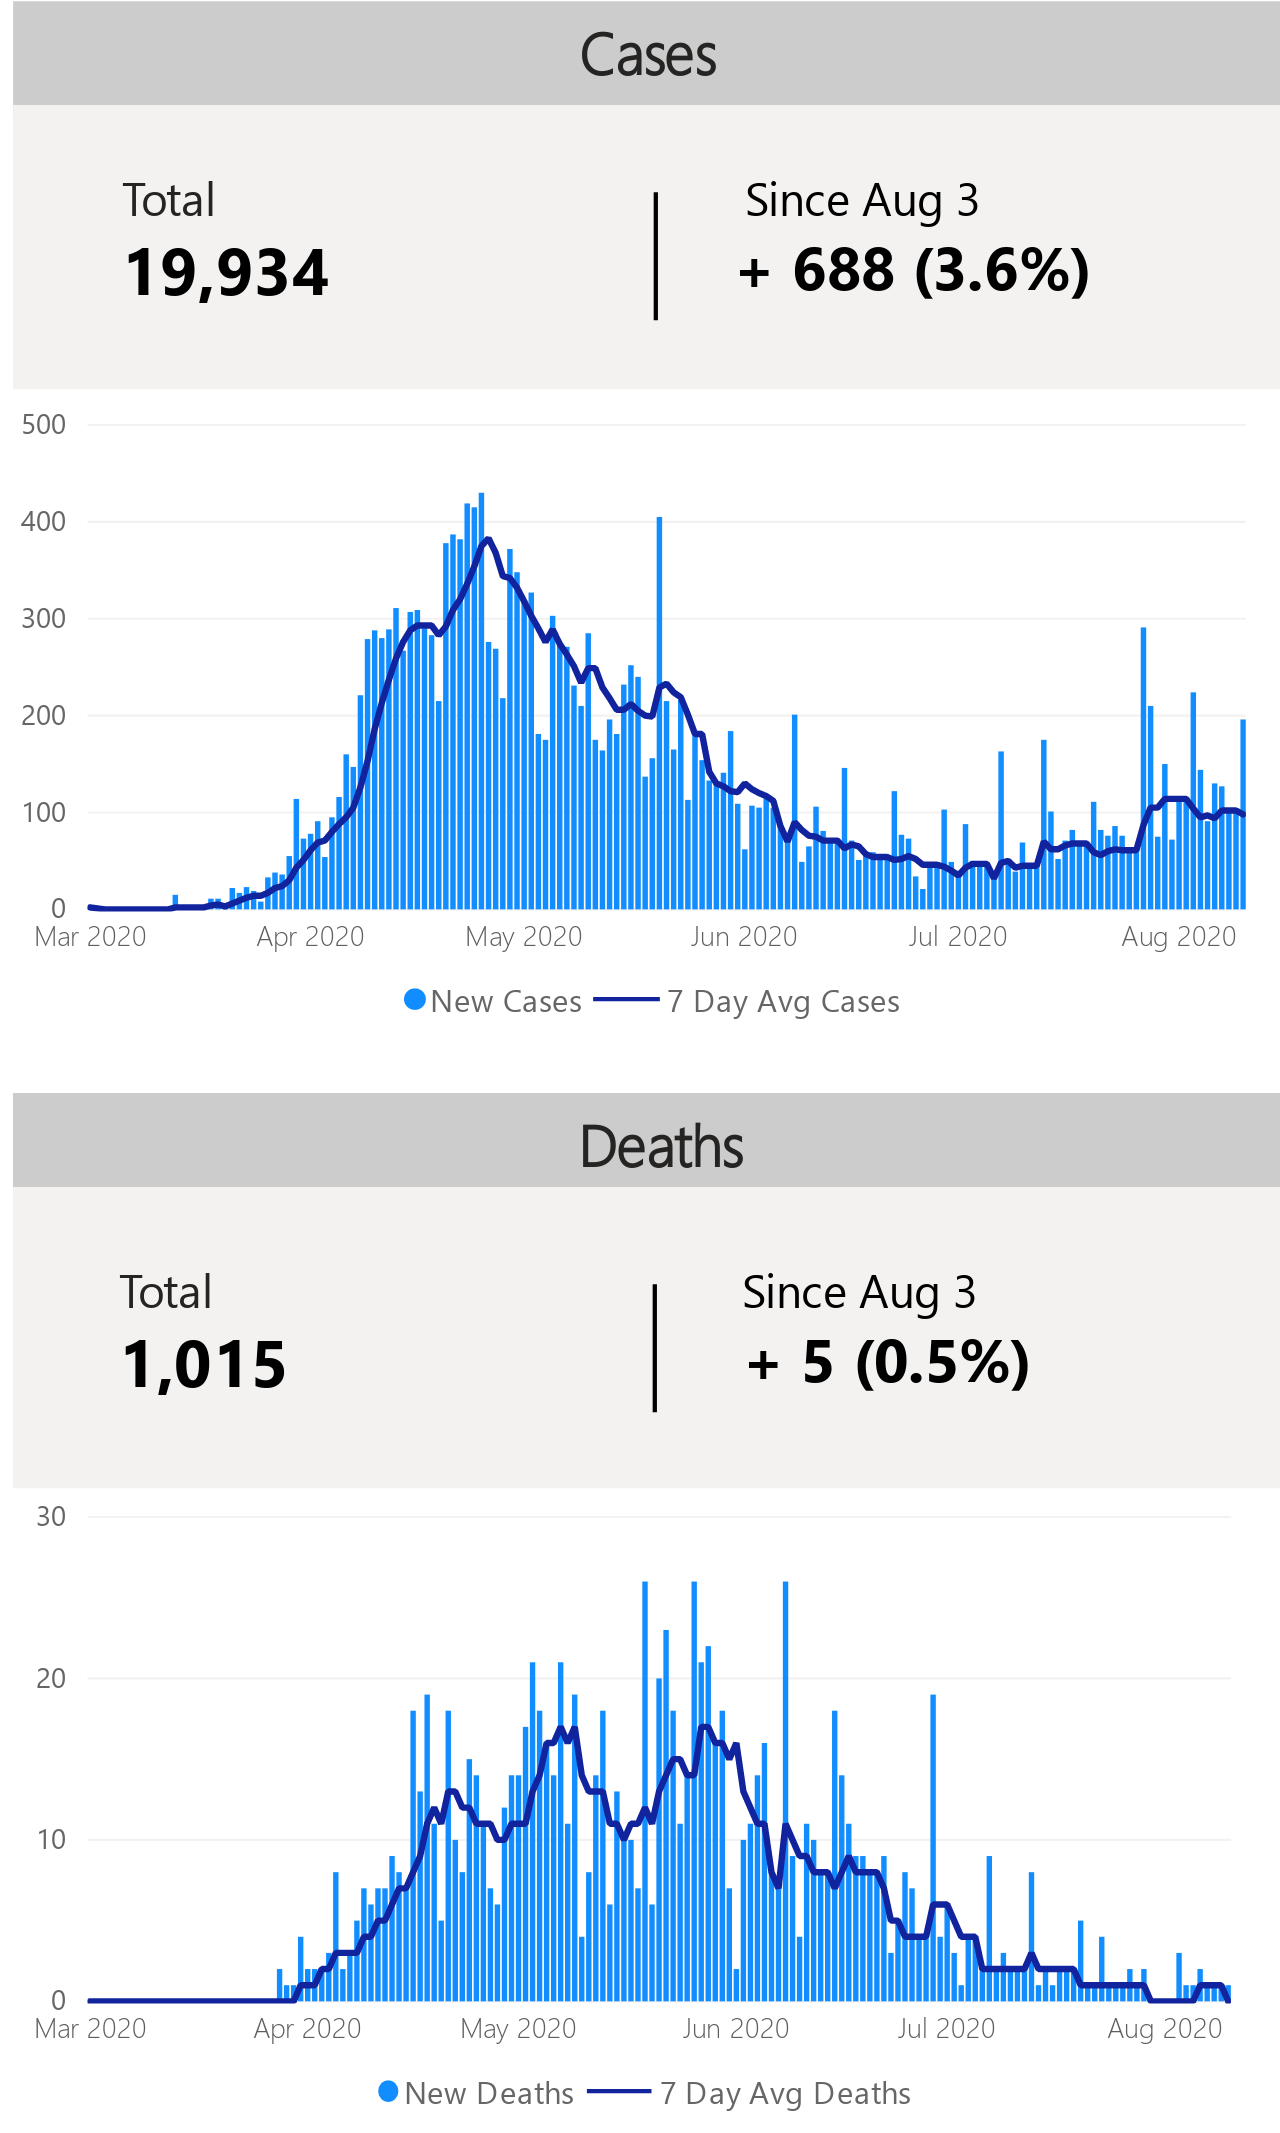 Cases
Total
Since Aug 3
19,934
+ 688 (3.6%)
500
400
300
200
100
0
Mar 2020 Apr 2020 May 2020 Jun 2020 Jul 2020 Aug 2020
New Cases 7 Day Avg Cases
Deaths
Total
Since Aug 3
1,015
+ 5 (0.5%)
30
20
10
0
Mar 2020 Apr 2020 May 2020 Jun 2020 Jul 2020 Aug 2020
New Deaths 7 Day Avg Deaths